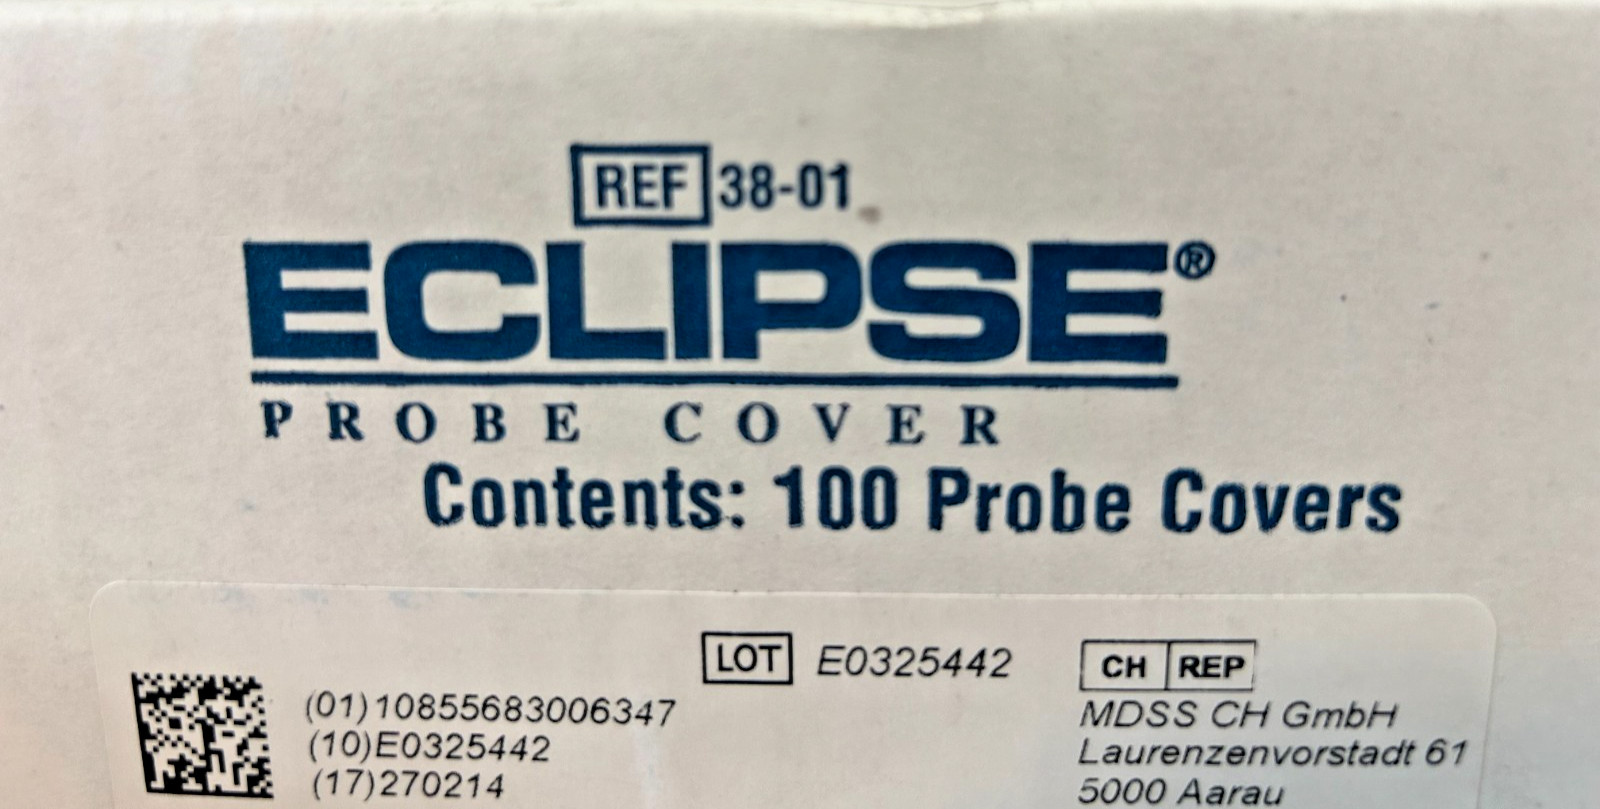 REF 38-01
ECLIPSE®
PROBE COVER
Contents: 100 Probe Covers
LOT E0325442
CH REP
(01)10855683006347
MDSS CH GmbH
(10)E0325442
Laurenzenvorstadt 61
(17)270214
5000 Aarau